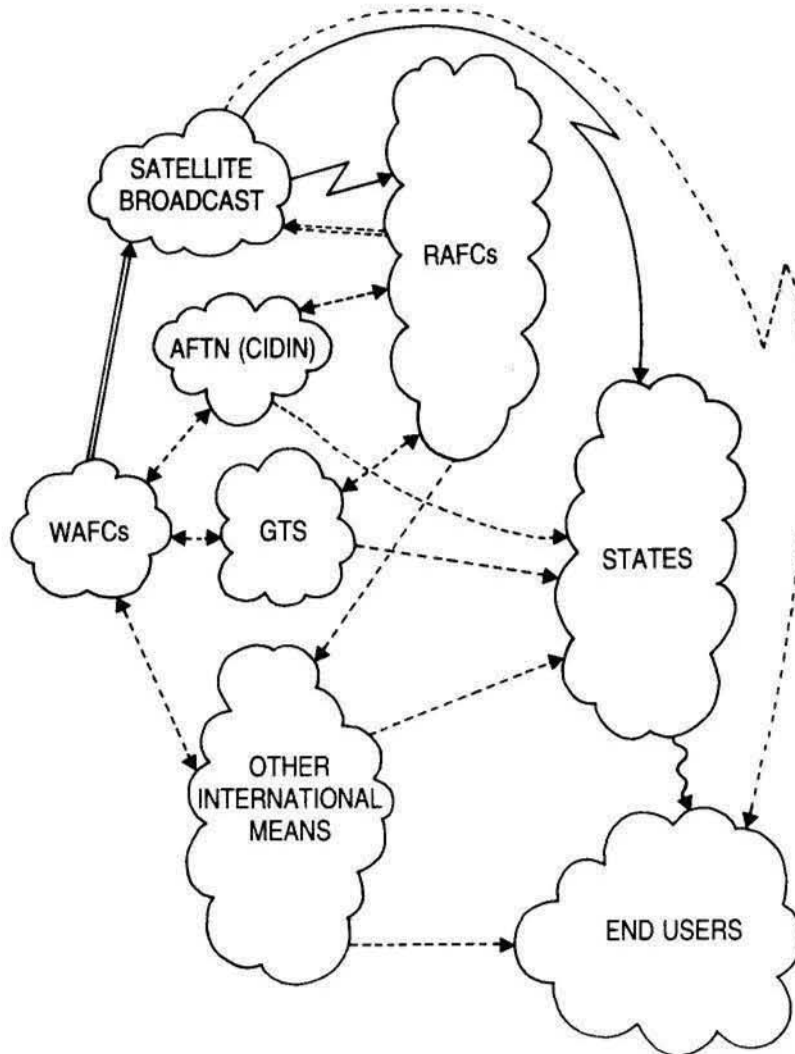 SATELLITE
BROADCAST
RAFCs
AFTN (CIDIN)
WAFCs
GTS
STATES
OTHER
INTERNATIONAL
MEANS
END USERS